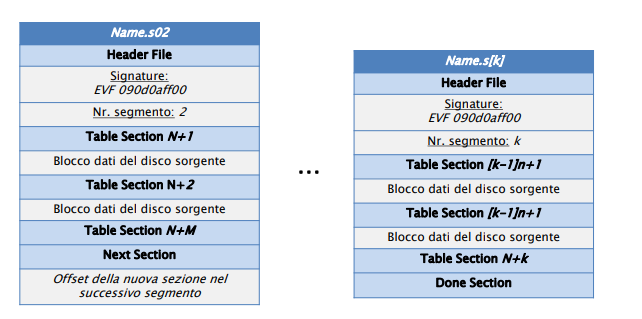 Name.s02
Header File
Signature:
EVF 090d0aff00
Nr. segmento: 2
Table Section N+1
Blocco dati del disco sorgente
Table Section N+2
Blocco dati del disco sorgente
Table Section N+M
Next Section
Offset della nuova sezione nel
successivo segmento
...
Name.s[k]
Header File
Signature:
EVF 090d0aff00
Nr. segmento: k
Table Section [k-1]n+1
Blocco dati del disco sorgente
Table Section [k-1]n+1
Blocco dati del disco sorgente
Table Section N+k
Done Section